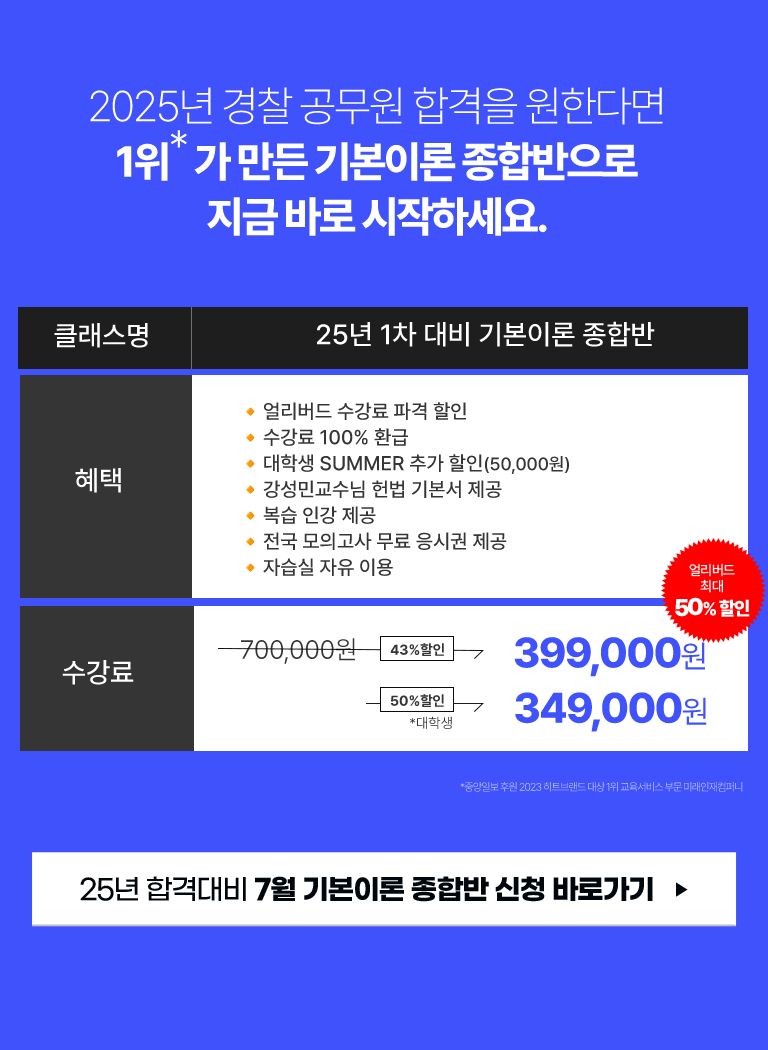 2025년 경찰 공무원 합격을 원한다면
1위*가 만든 기본이론 종합반으로
지금 바로 시작하세요.
클래스명
25년 1차 대비 기본이론 종합반
혜택
얼리버드 수강료 파격 할인
수강료 100% 환급
대학생 SUMMER 추가 할인(50,000원)
강성민교수님 헌법 기본서 제공
복습 인강 제공
전국 모의고사 무료 응시권 제공
자습실 자유 이용
얼리버드
최대
50% 할인
수강료
700,000원 43%할인 399,000원
50%할인 349,000원
*대학생
*중앙일보 후원 2023 히트브랜드 대상 1위 교육서비스 부문 미래인재컴퍼니
25년 합격대비 7월 기본이론 종합반 신청 바로가기